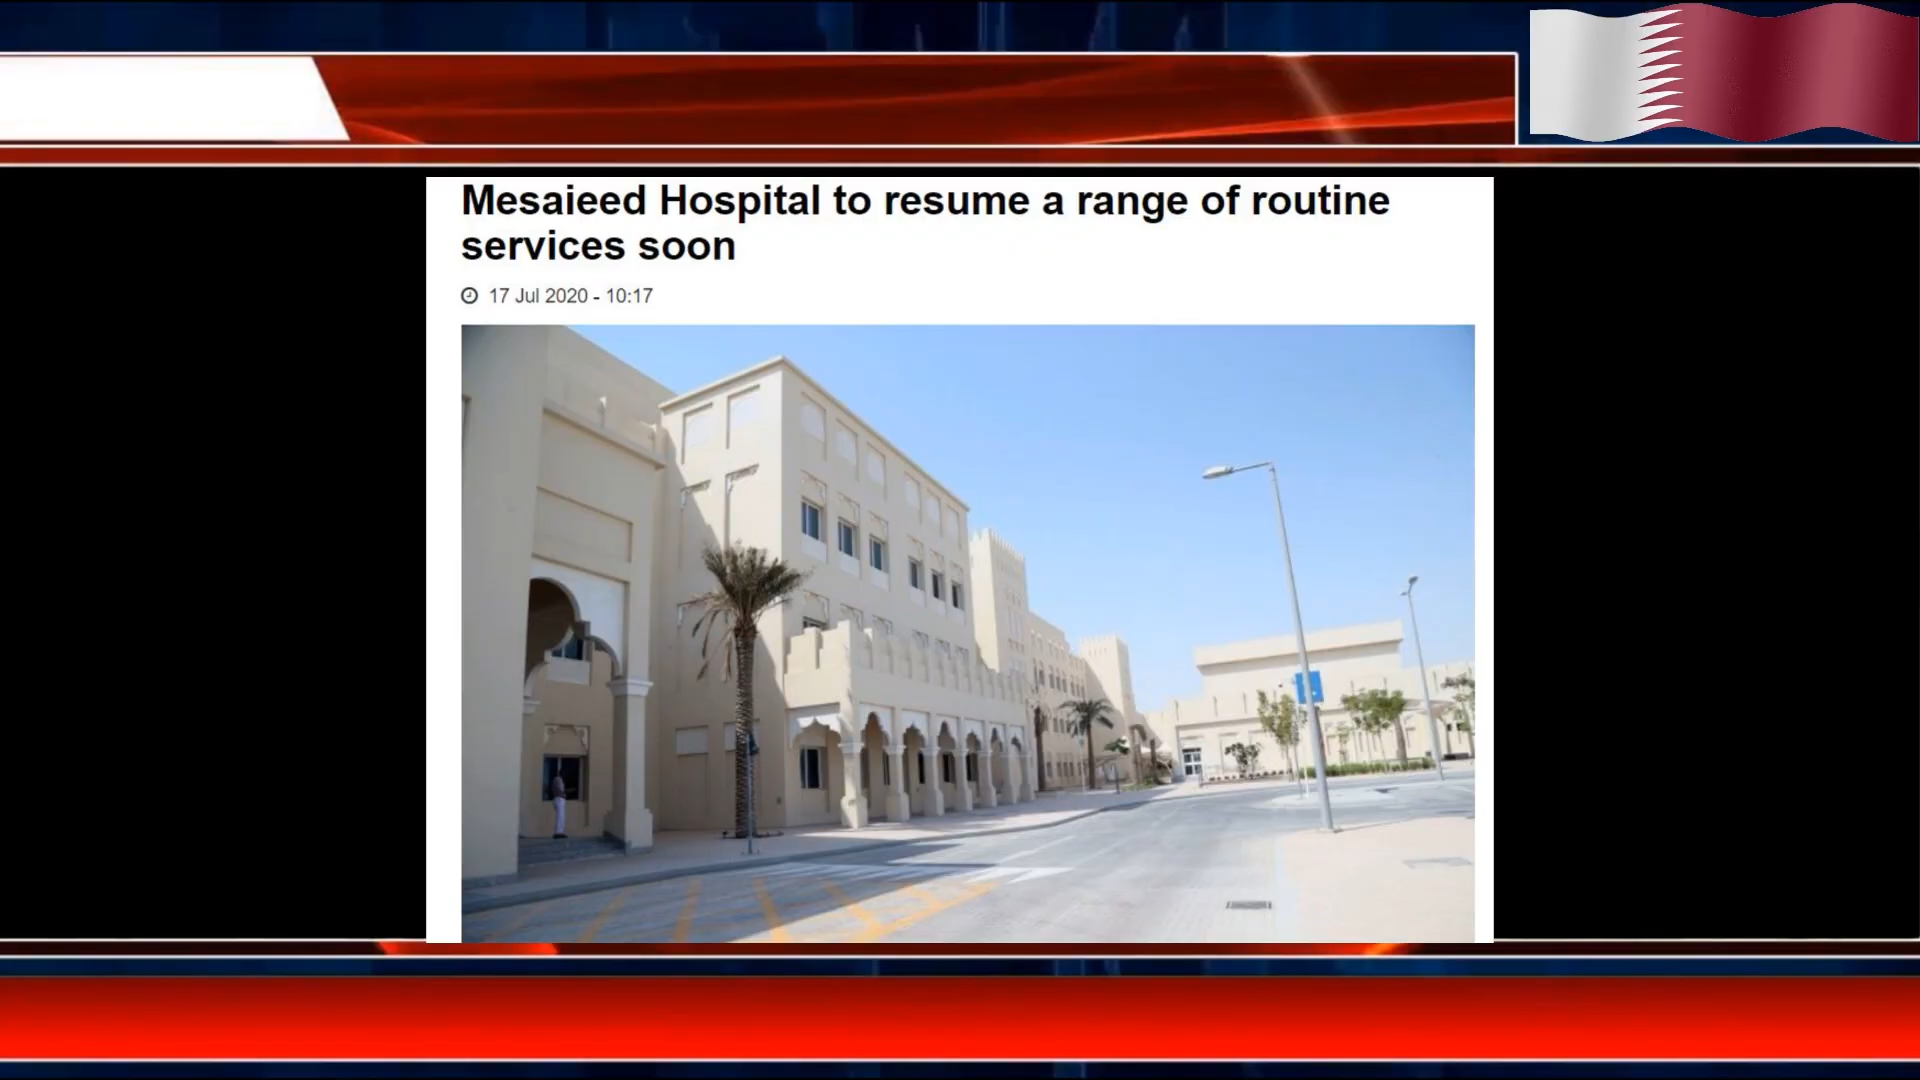 Mesaieed Hospital to resume a range of routine
services soon
17 Jul 2020 - 10:17